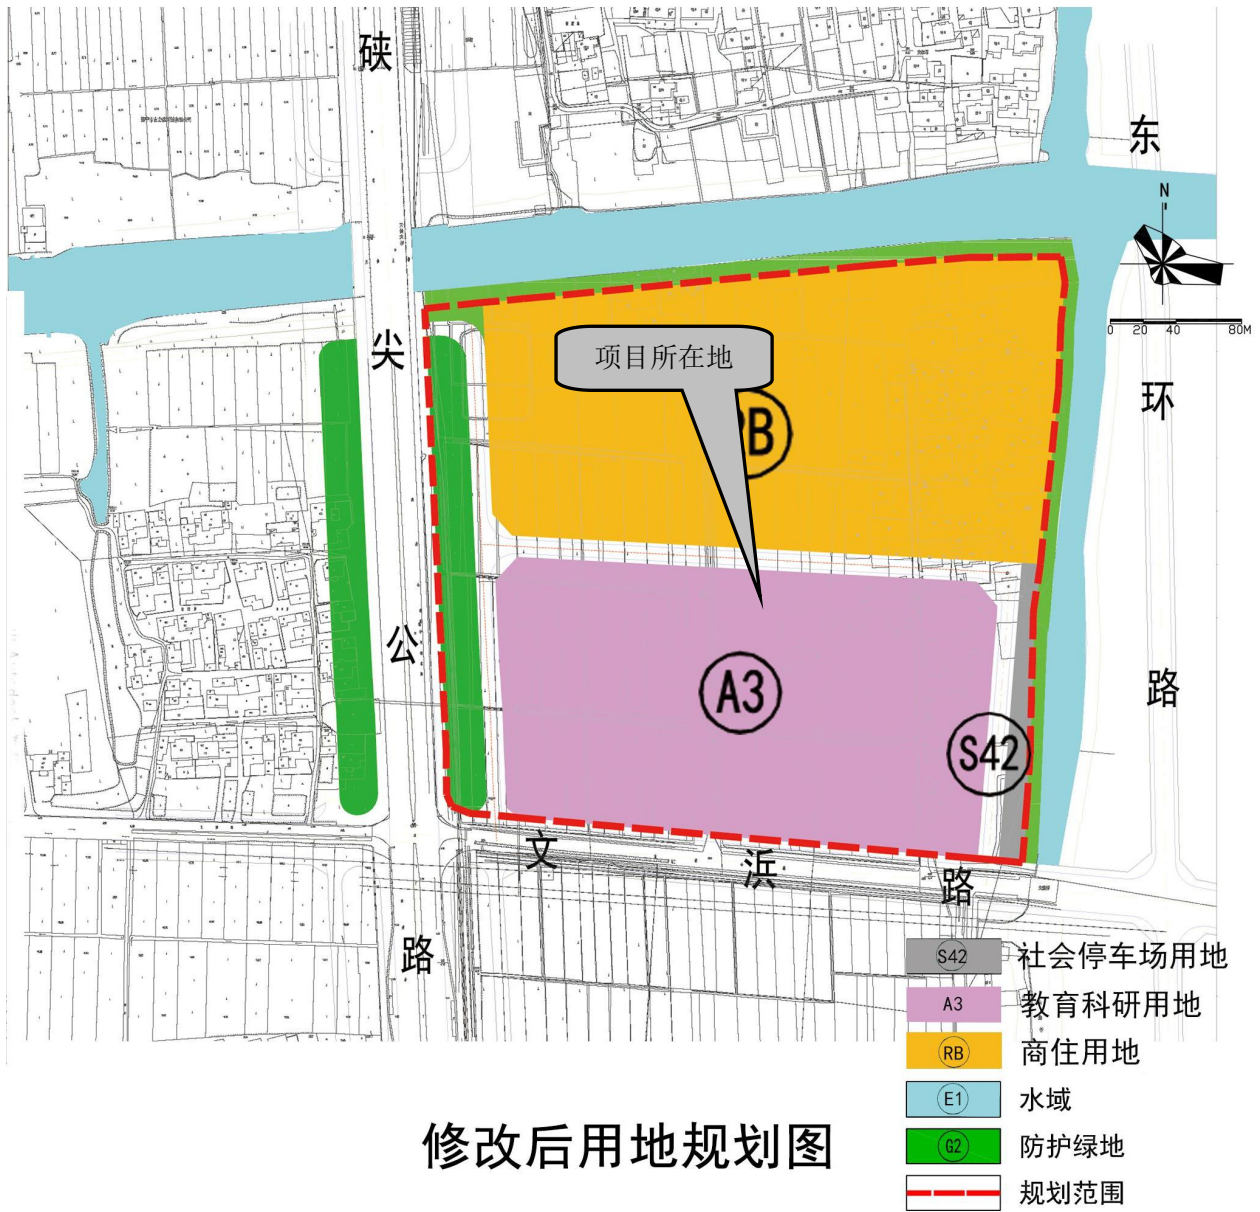 硖
东
N
0 20 40 80M
尖
项目所在地
环
RB
公
A3
路
S42
文
浜
路
路
S42 社会停车场用地
A3 教育科研用地
RB 商住用地
E1 水域
G2 防护绿地
规划范围
修改后用地规划图